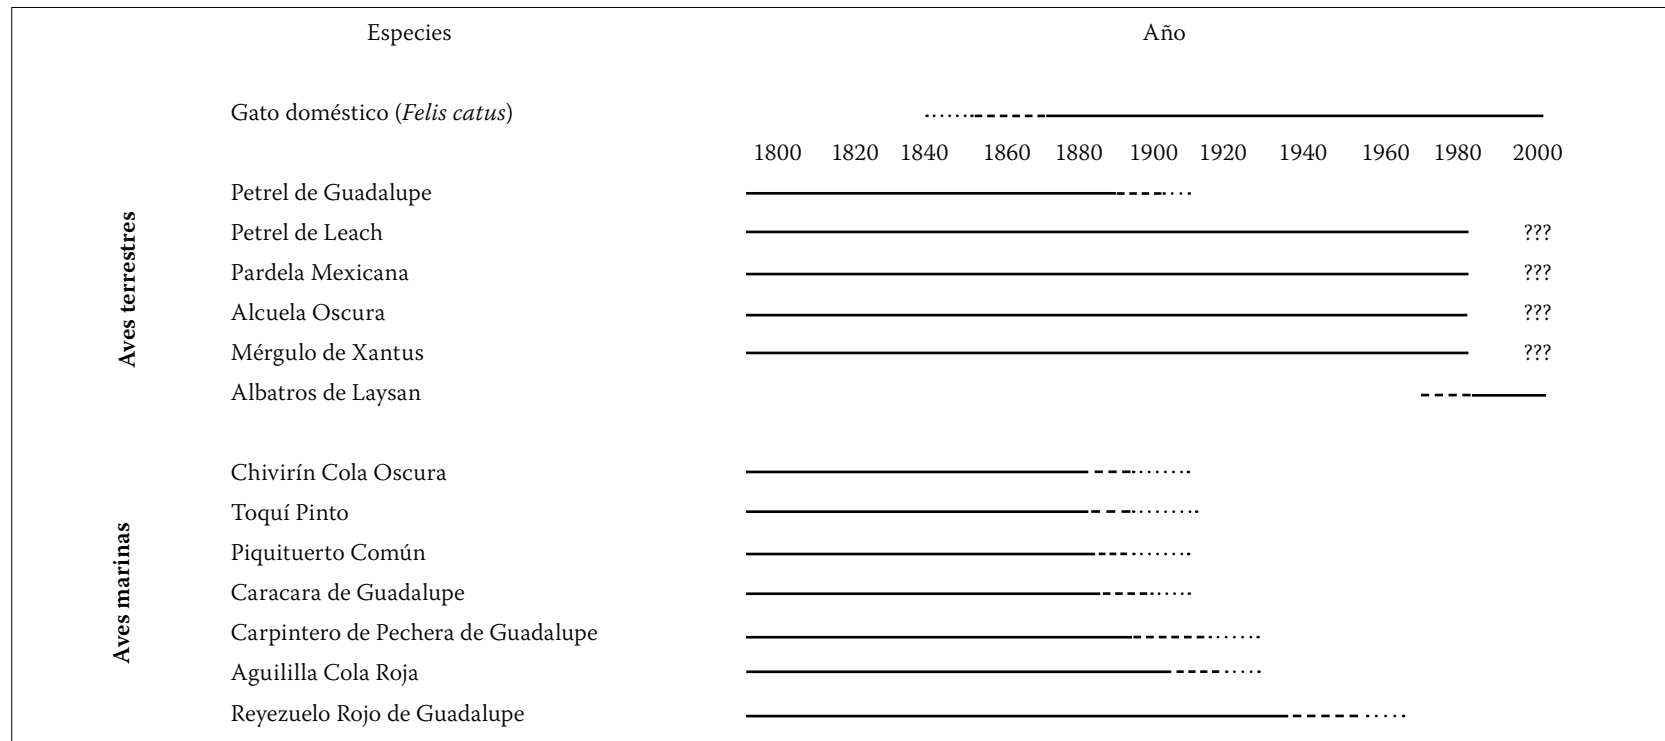 Especies Año
Gato doméstico (Felis catus)
1800 1820 1840 1860 1880 1900 1920 1940 1960 1980 2000
Aves terrestres
Petrel de Guadalupe
Petrel de Leach ???
Pardela Mexicana ???
Alcuela Oscura ???
Mérgulo de Xantus ???
Albatros de Laysan
Aves marinas
Chivirín Cola Oscura
Toquí Pinto
Piquituerto Común
Caracara de Guadalupe
Carpintero de Pechera de Guadalupe
Aguililla Cola Roja
Reyezuelo Rojo de Guadalupe